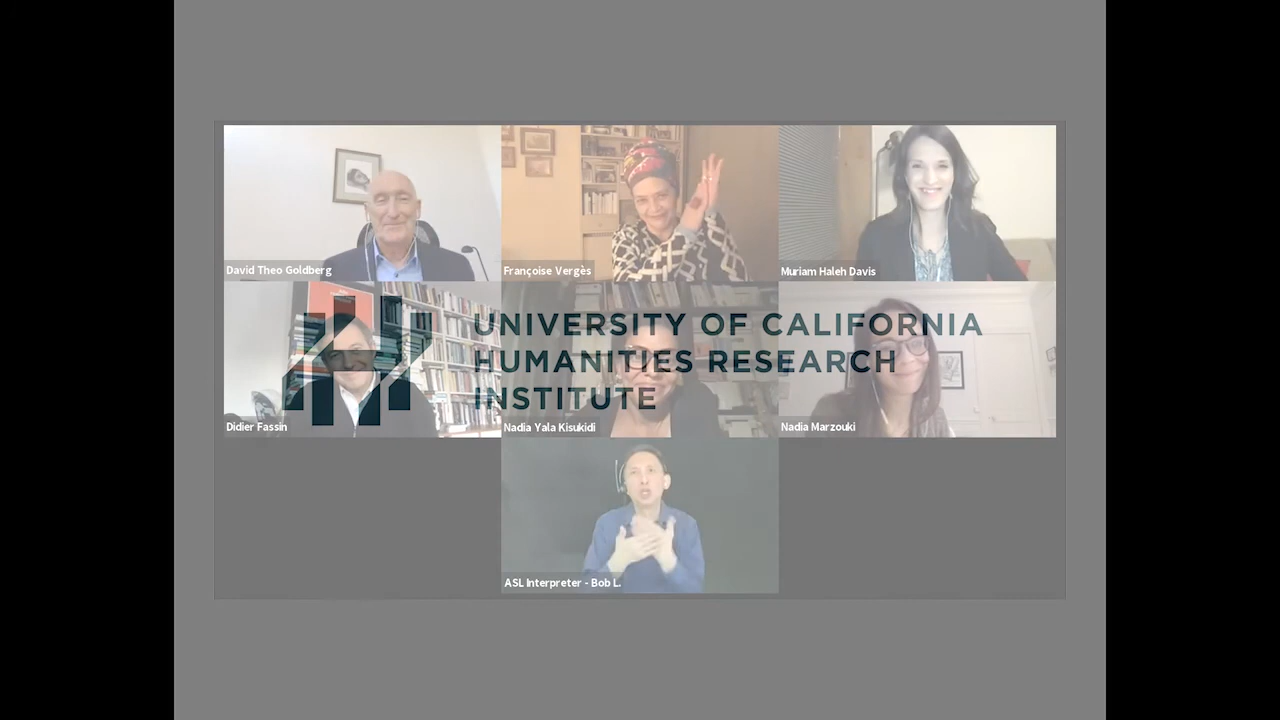 David Theo Goldberg
Françoise Vergès
Muriam Haleh Davis
UNIVERSITY OF CALIFORNIA
HUMANITIES RESEARCH
INSTITUTE
Didier Fassin
Nadia Yala Kisukidi
Nadia Marzouki
ASL Interpreter - Bob L.